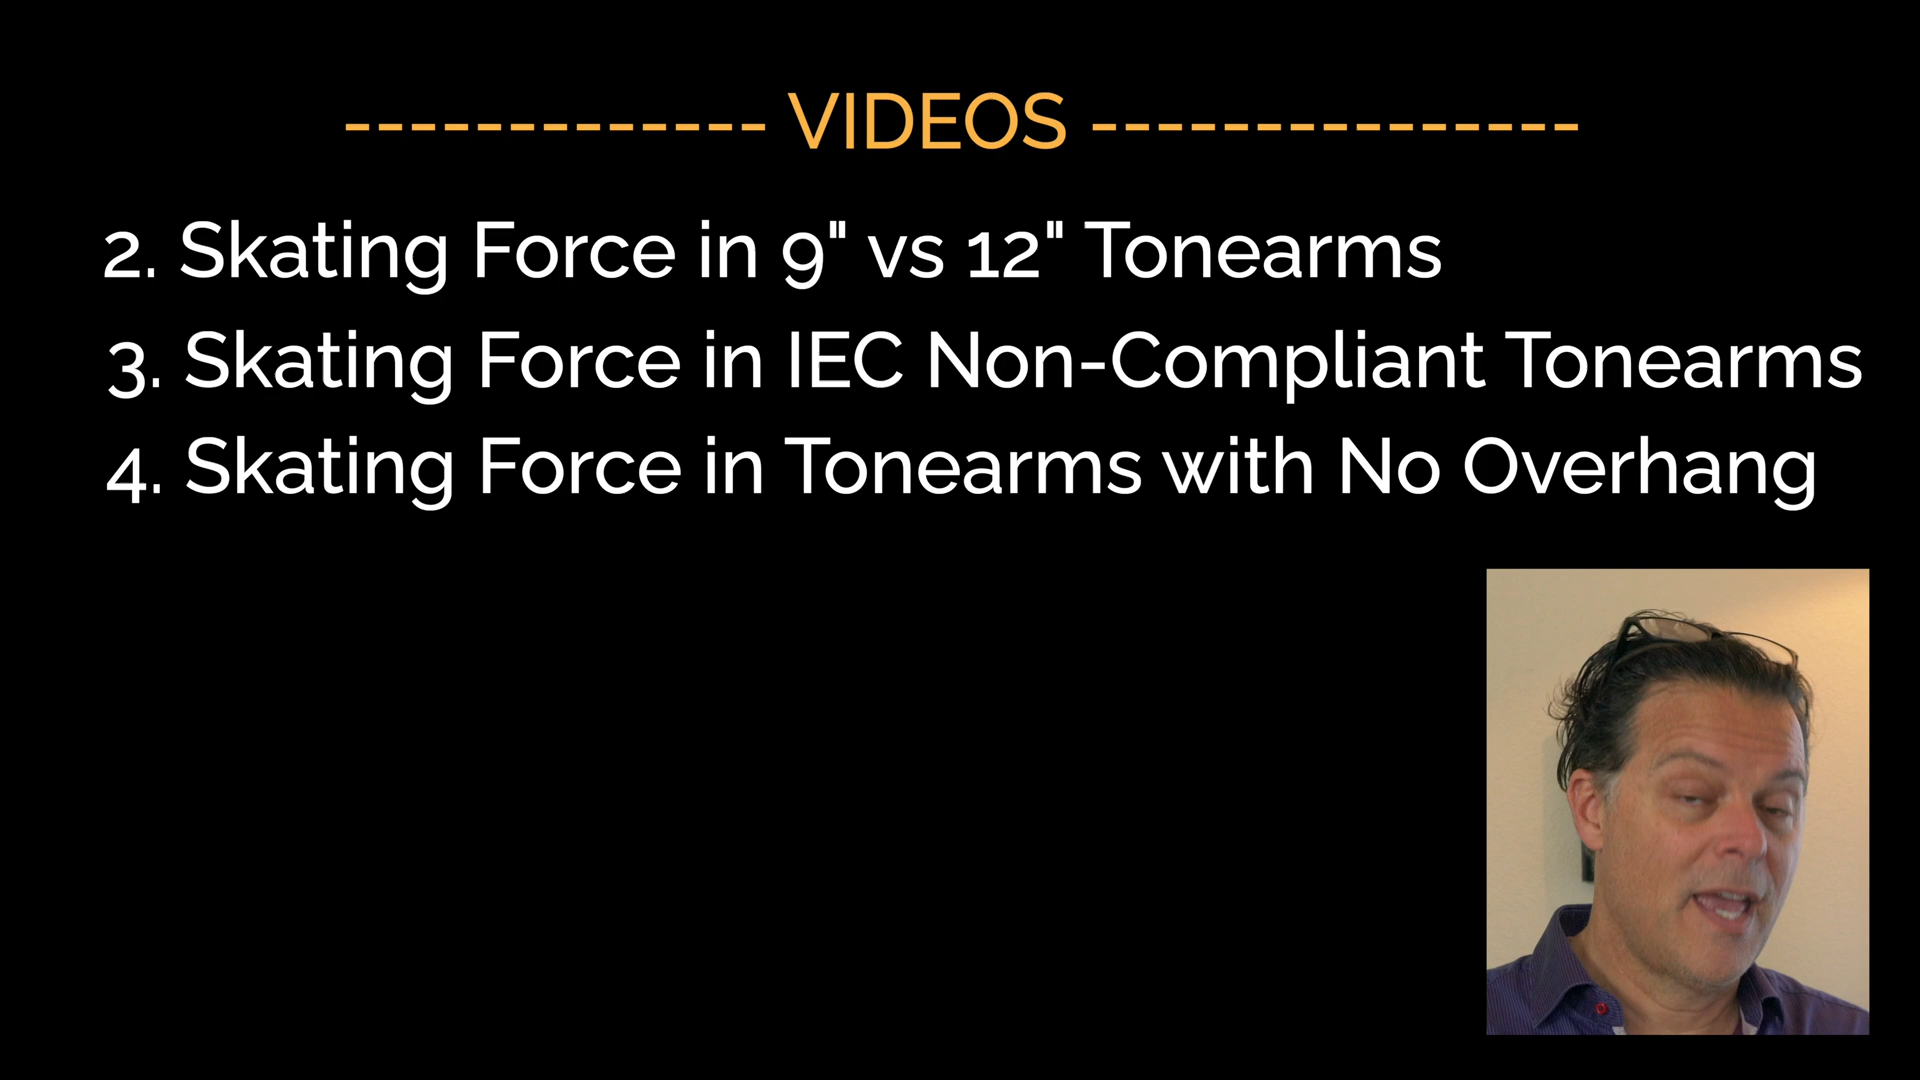 ------------- VIDEOS ---------------
2. Skating Force in 9" vs 12" Tonearms
3. Skating Force in IEC Non-Compliant Tonearms
4. Skating Force in Tonearms with No Overhang